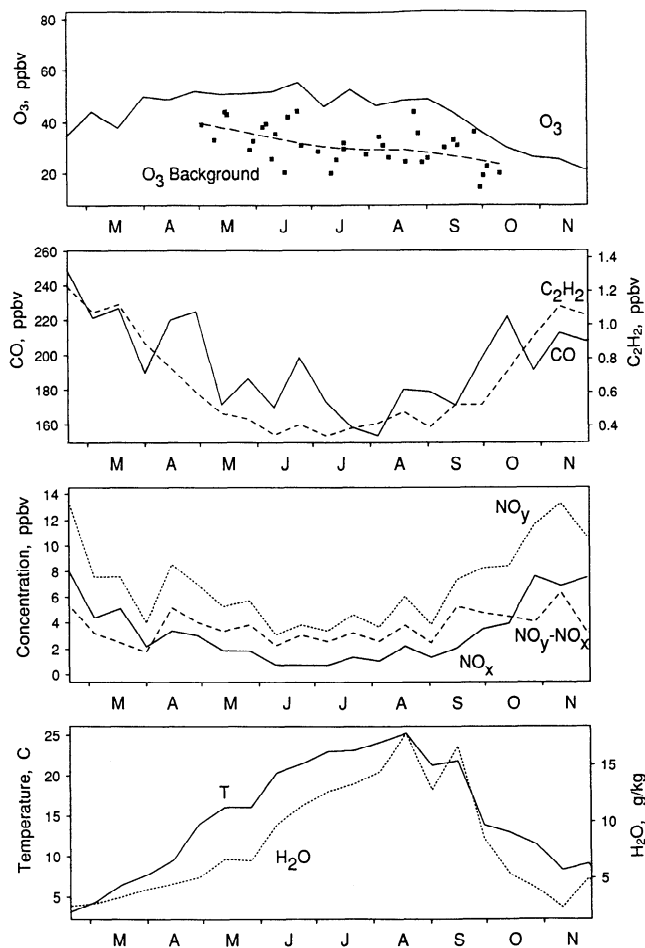 80
60
40
20
O3, ppbv
O3
O3 Background
M A M J J A S O N
260
240
220
200
180
160
CO, ppbv
1.4
1.2
1.0
0.8
0.6
0.4
C2H2, ppbv
C2H2
CO
M A M J J A S O N
14
12
10
8
6
4
2
0
Concentration, ppbv
NOy
NOy-NOx
NOx
M A M J J A S O N
25
20
15
10
5
Temperature, C
15
10
5
H2O, g/kg
T
H2O
M A M J J A S O N